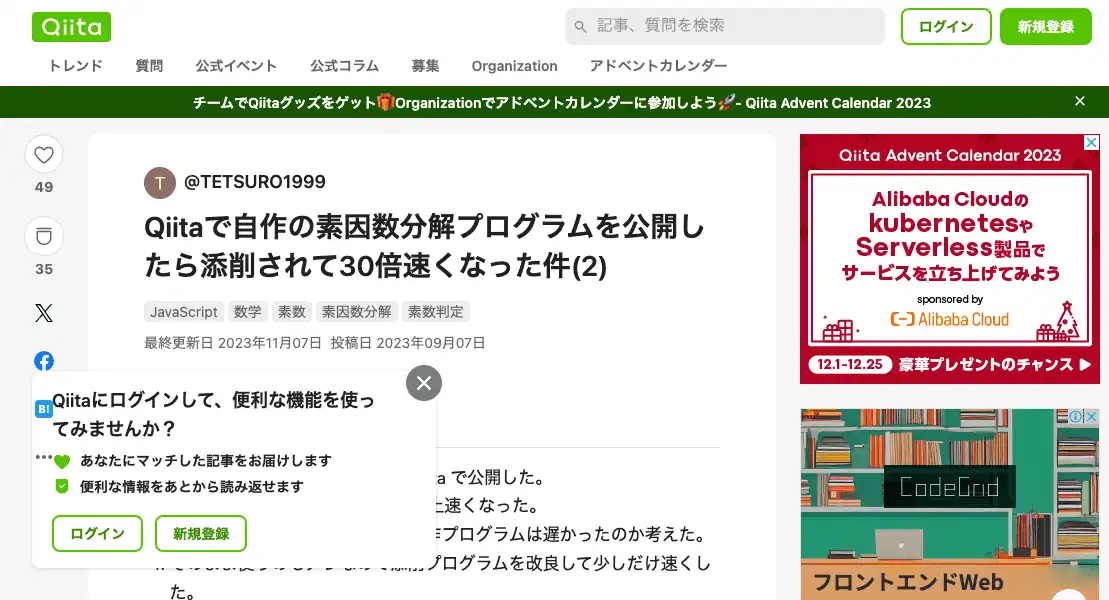 Qiita
記事、質問を検索
ログイン
新規登録
トレンド 質問 公式イベント 公式コラム 募集 Organization アドベントカレンダー
チームでQiitaグッズをゲット🎁Organizationでアドベントカレンダーに参加しよう🚀- Qiita Advent Calendar 2023
49
35
T @TETSURO1999
Qiitaで自作の素因数分解プログラムを公開し
たら添削されて30倍速くなった件(2)
JavaScript 数学 素数 素因数分解 素数判定
最終更新日 2023年11月07日 投稿日 2023年09月07日
B!
Qiitaにログインして、便利な機能を使っ
てみませんか?
あなたにマッチした記事をお届けします
便利な情報をあとから読み返せます
ログイン 新規登録
ta で公開した。
上速くなった。
作プログラムは遅かったのか考えた。
プログラムを改良して少しだけ速くし
た。
Qiita Advent Calendar 2023
Alibaba Cloudの
kubernetesや
Serverless製品で
サービスを立ち上げてみよう
sponsored by
Alibaba Cloud
12.1-12.25 豪華プレゼントのチャンス
CodeGrid
フロントエンドWeb